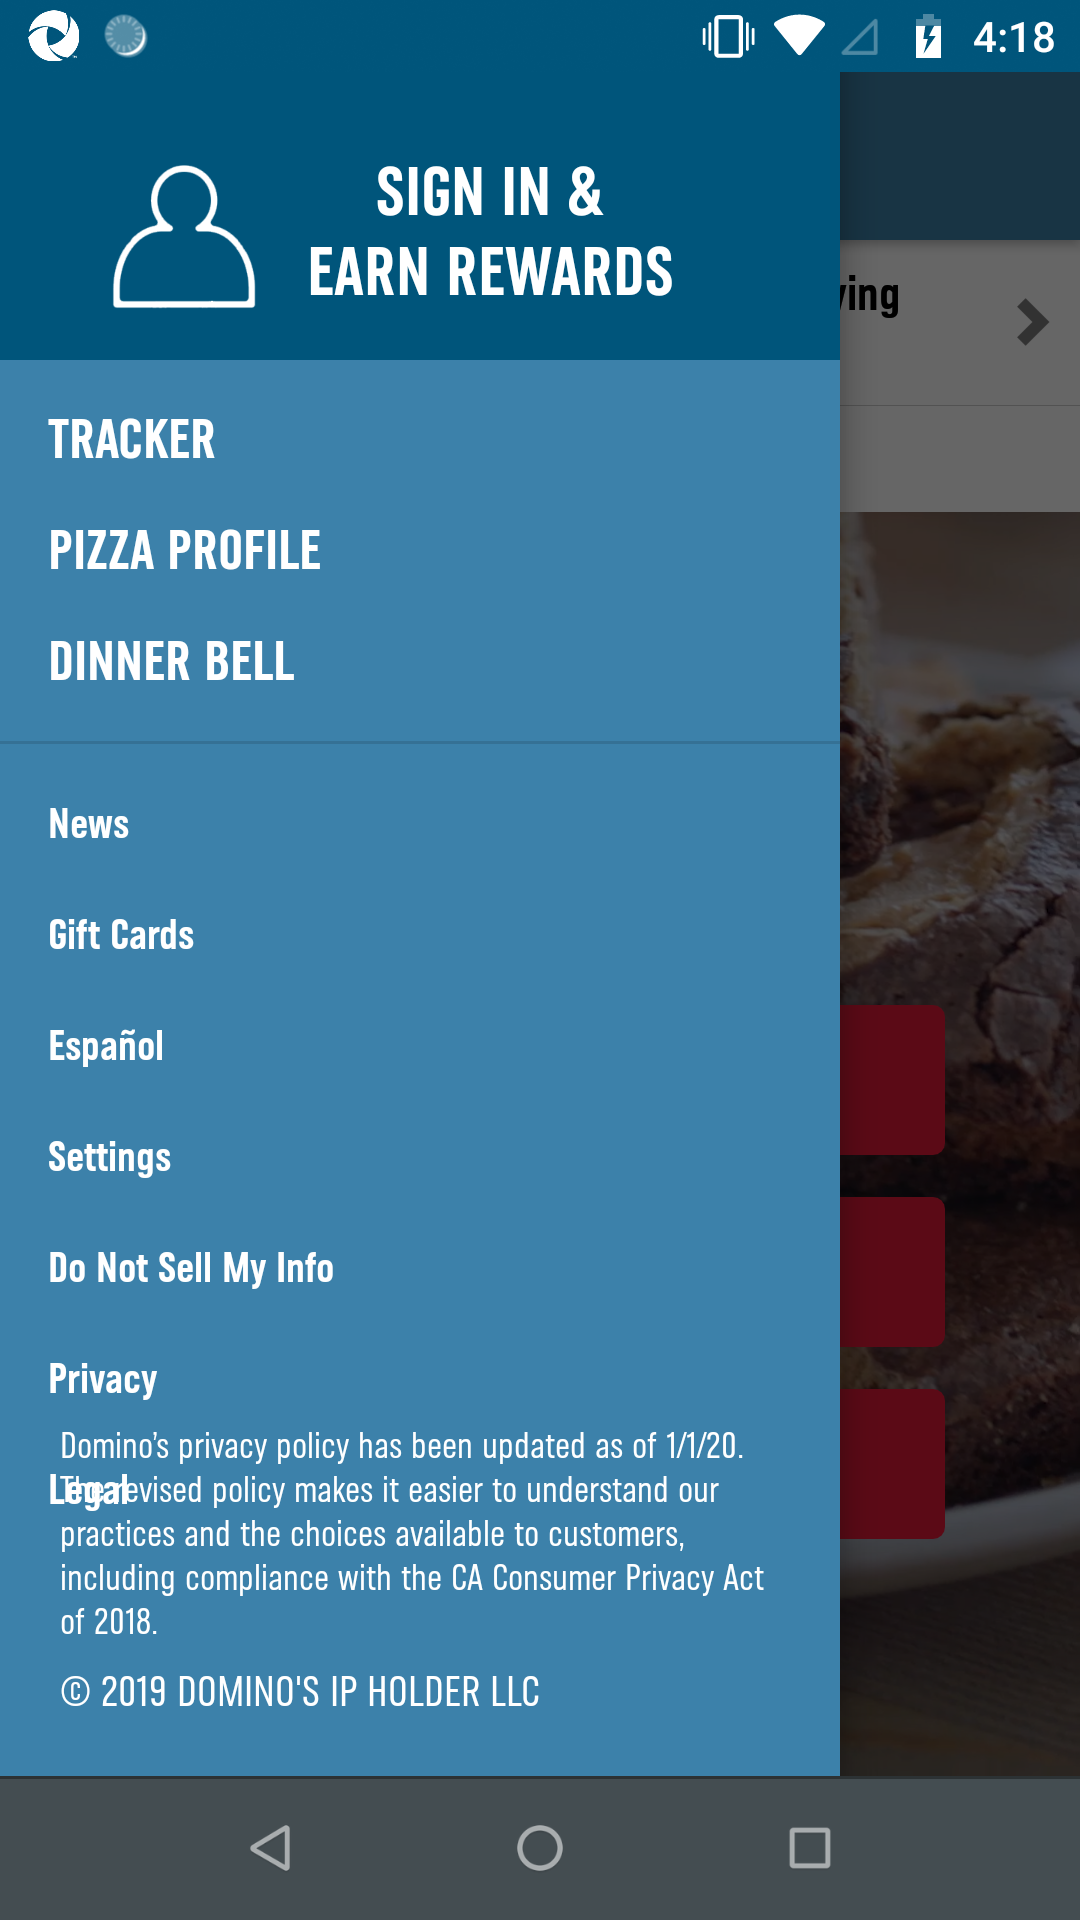 4:18
SIGN IN &
EARN REWARDS
TRACKER
PIZZA PROFILE
DINNER BELL
News
Gift Cards
Español
Settings
Do Not Sell My Info
Privacy
Domino's privacy policy has been updated as of 1/1/20.
Legal
The revised policy makes it easier to understand our
practices and the choices available to customers,
including compliance with the CA Consumer Privacy Act
of 2018.
© 2019 DOMINO'S IP HOLDER LLC